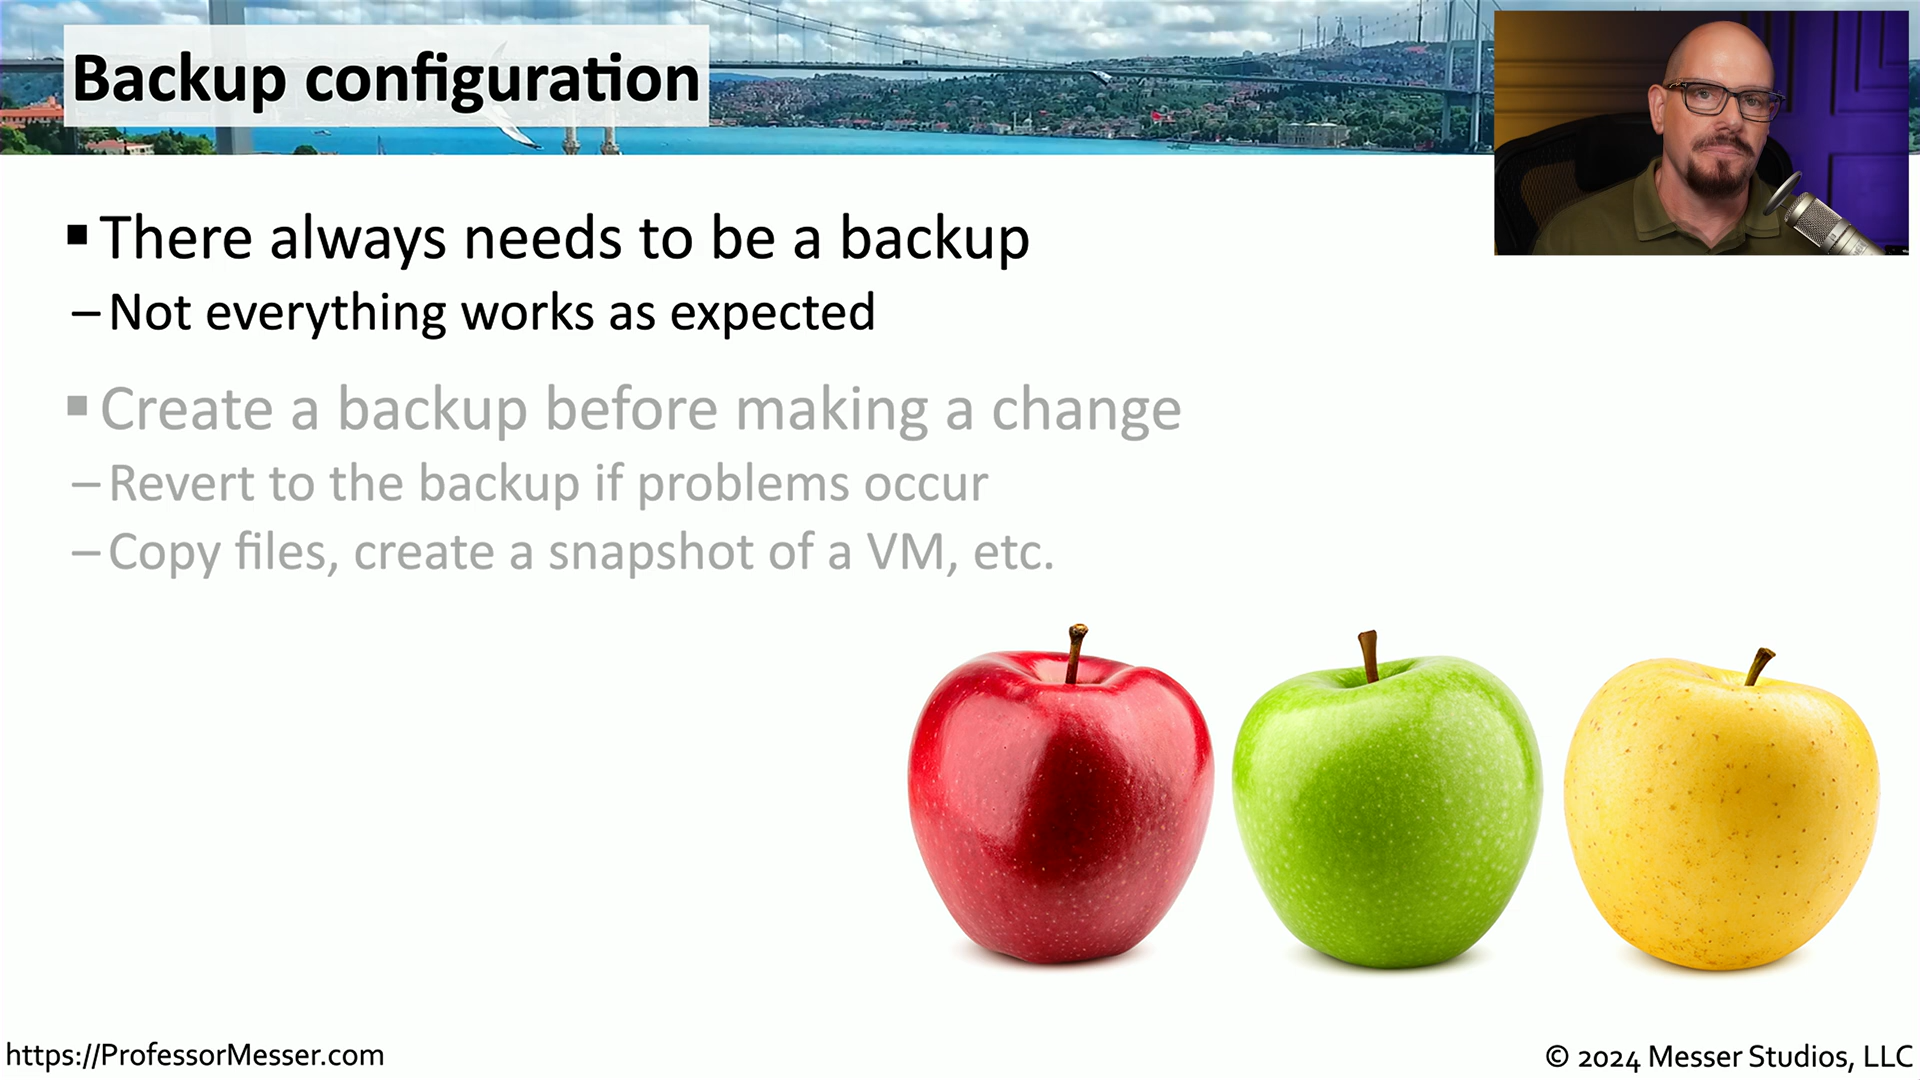 Backup configuration
▪ There always needs to be a backup
– Not everything works as expected
▪ Create a backup before making a change
– Revert to the backup if problems occur
– Copy files, create a snapshot of a VM, etc.
https://ProfessorMesser.com
© 2024 Messer Studios, LLC